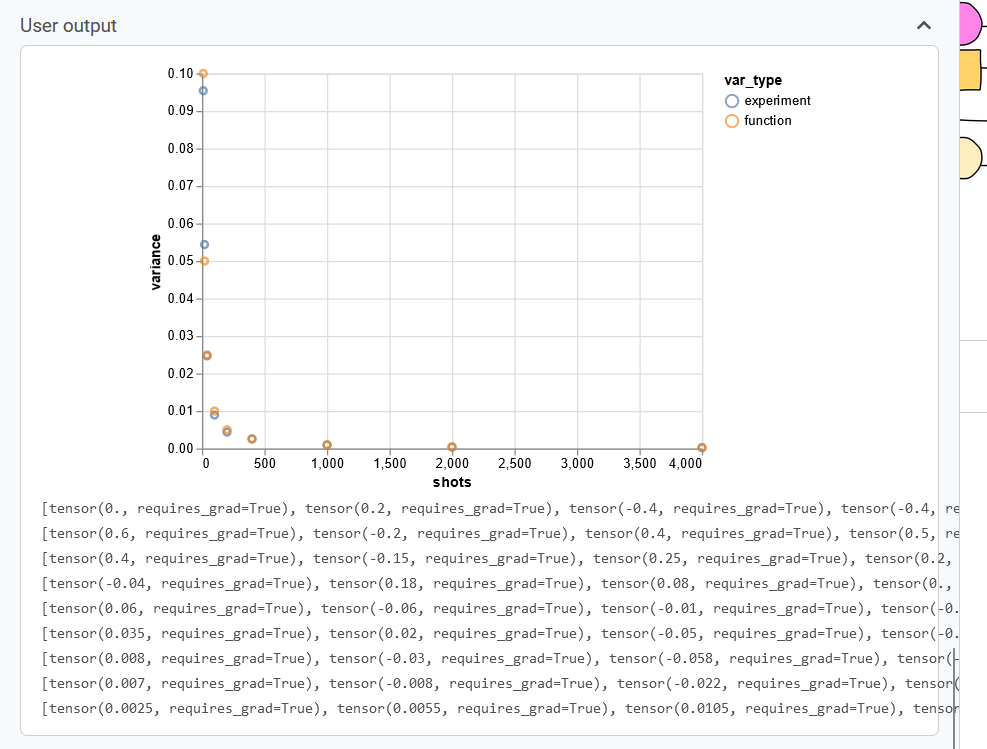 User output
0.10
0.09
0.08
0.07
0.06
0.05
0.04
0.03
0.02
0.01
0.00
variance
0 500 1,000 1,500 2,000 2,500 3,000 3,500 4,000
shots
var_type
experiment
function
[tensor(0., requires_grad=True), tensor(0.2, requires_grad=True), tensor(-0.4, requires_grad=True), tensor(-0.4, re
[tensor(0.6, requires_grad=True), tensor(-0.2, requires_grad=True), tensor(0.4, requires_grad=True), tensor(0.5, re
[tensor(0.4, requires_grad=True), tensor(-0.15, requires_grad=True), tensor(0.25, requires_grad=True), tensor(0.2,
[tensor(-0.04, requires_grad=True), tensor(0.18, requires_grad=True), tensor(0.08, requires_grad=True), tensor(0.,
[tensor(0.06, requires_grad=True), tensor(-0.06, requires_grad=True), tensor(-0.01, requires_grad=True), tensor(-0.
[tensor(0.035, requires_grad=True), tensor(0.02, requires_grad=True), tensor(-0.05, requires_grad=True), tensor(-0.
[tensor(0.008, requires_grad=True), tensor(-0.03, requires_grad=True), tensor(-0.058, requires_grad=True), tensor(-
[tensor(0.007, requires_grad=True), tensor(-0.008, requires_grad=True), tensor(-0.022, requires_grad=True), tensor(
[tensor(0.0025, requires_grad=True), tensor(0.0055, requires_grad=True), tensor(0.0105, requires_grad=True), tensor